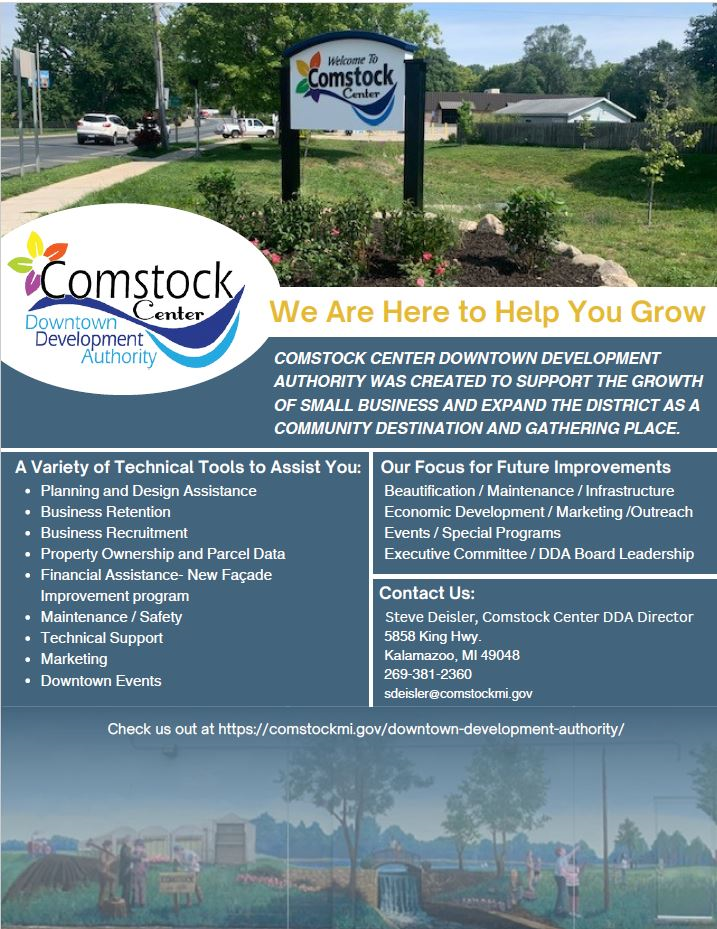 Welcome To
Comstock
Center
Comstock
Center
Downtown
Development
Authority
We Are Here to Help You Grow
COMSTOCK CENTER DOWNTOWN DEVELOPMENT
AUTHORITY WAS CREATED TO SUPPORT THE GROWTH
OF SMALL BUSINESS AND EXPAND THE DISTRICT AS A
COMMUNITY DESTINATION AND GATHERING PLACE.
A Variety of Technical Tools to Assist You:
• Planning and Design Assistance
• Business Retention
• Business Recruitment
• Property Ownership and Parcel Data
• Financial Assistance- New Façade
Improvement program
• Maintenance / Safety
• Technical Support
• Marketing
• Downtown Events
Our Focus for Future Improvements
Beautification / Maintenance / Infrastructure
Economic Development / Marketing /Outreach
Events / Special Programs
Executive Committee / DDA Board Leadership
Contact Us:
Steve Deisler, Comstock Center DDA Director
5858 King Hwy.
Kalamazoo, MI 49048
269-381-2360
sdeisler@comstockmi.gov
Check us out at https://comstockmi.gov/downtown-development-authority/
COMSTOCK